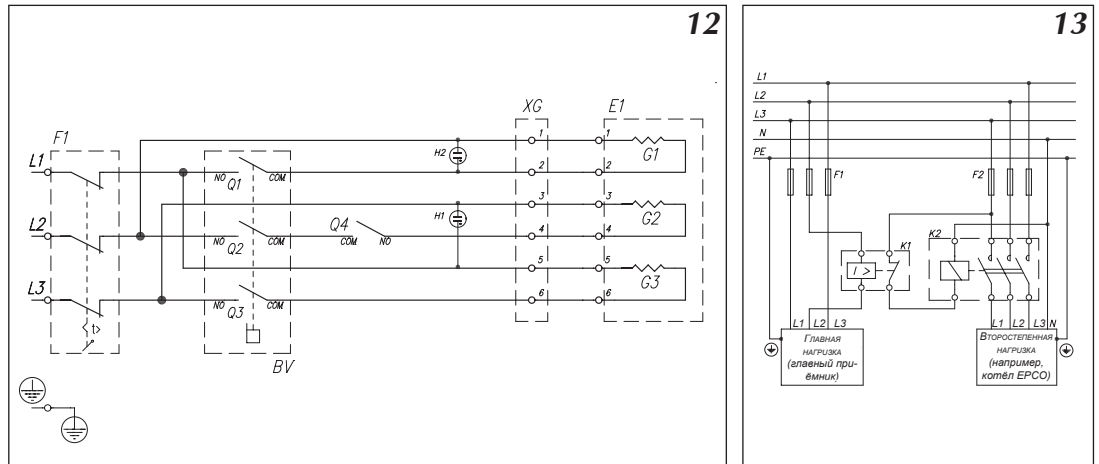 12
F1
XG
E1
L1
NO
Q1
COM
H2
1
2
1
2
G1
L2
NO
Q2
COM
Q4
COM
NO
H1
3
4
3
4
G2
L3
NO
Q3
COM
5
6
5
6
G3
t>
BV
13
L1
L2
L3
N
PE
F1
F2
K1
K2
I >
L1 L2 L3
L1 L2 L3 N
Главная
нагризка
(главный при-
ёмник)
Второстепенная
нагризка
(например,
котёл EPCO)